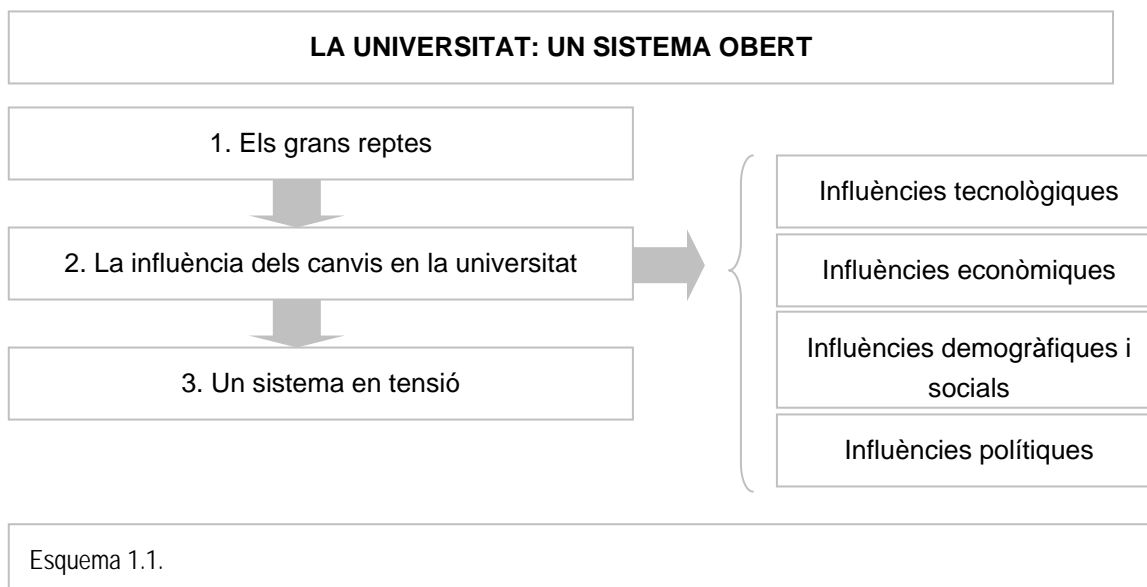 LA UNIVERSITAT: UN SISTEMA OBERT
1. Els grans reptes
2. La influència dels canvis en la universitat
3. Un sistema en tensió
Influències tecnològiques
Influències econòmiques
Influències demogràfiques i
socials
Influències polítiques
Esquema 1.1.